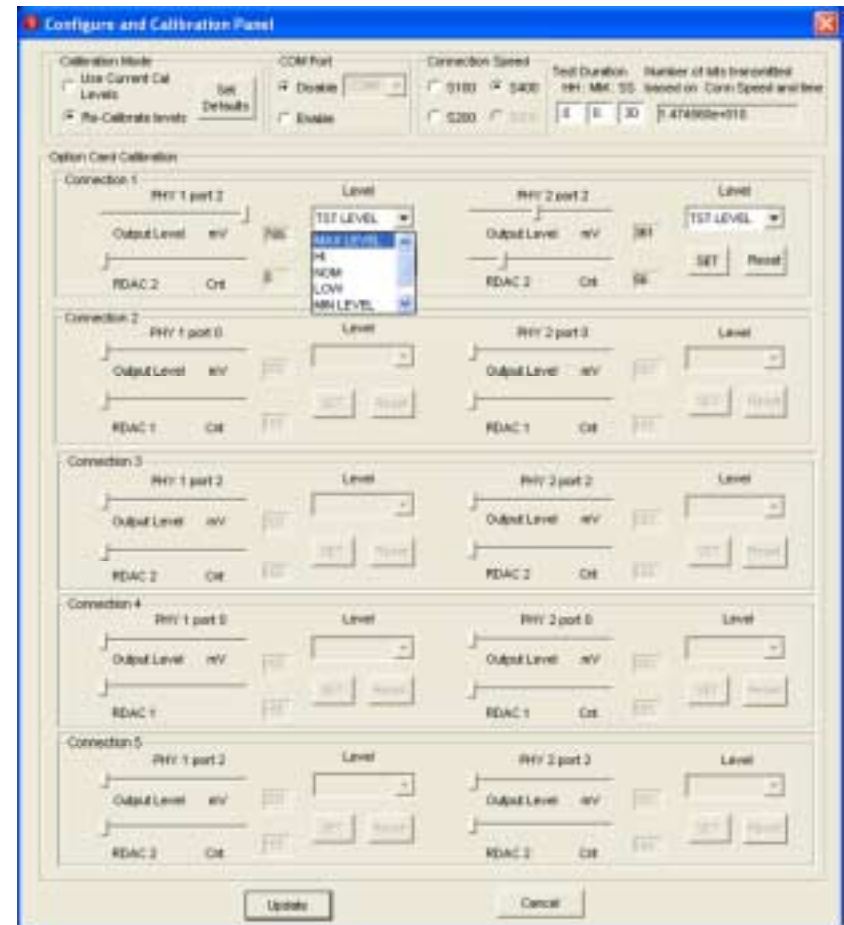 Configure and Calibration Panel
Calibration Mode
Use Current Cal Levels
Re-Calibrate levels
Set Defaults
COM Port
Disable
Enable
Connection Speed
S100 S400
S200
Test Duration
HH: MM: SS
0 0 30
Number of bits transmitted based on Conn Speed and time
1.474560e+010
Option Card Calibration
Connection 1
PHY 1 port 2 Level PHY 2 port 2 Level
TST LEVEL TST LEVEL
Output Level mV Output Level mV 361
MAX LEVEL
HI
NOM
LOW
MIN LEVEL
SET Reset
RDAC 2 Cnt 0 RDAC 2 Cnt
Connection 2
PHY 1 port 0 Level PHY 2 port 0 Level
Output Level mV Output Level mV
SET Reset SET Reset
RDAC 1 Cnt RDAC 1 Cnt
Connection 3
PHY 1 port 2 Level PHY 2 port 2 Level
Output Level mV Output Level mV
SET Reset SET Reset
RDAC 2 Cnt RDAC 2 Cnt
Connection 4
PHY 1 port 0 Level PHY 2 port 0 Level
Output Level mV Output Level mV
SET Reset SET Reset
RDAC 1 RDAC 1 Cnt
Connection 5
PHY 1 port 2 Level PHY 2 port 2 Level
Output Level mV Output Level mV
SET Reset SET Reset
RDAC 2 Cnt RDAC 2 Cnt
Update Cancel